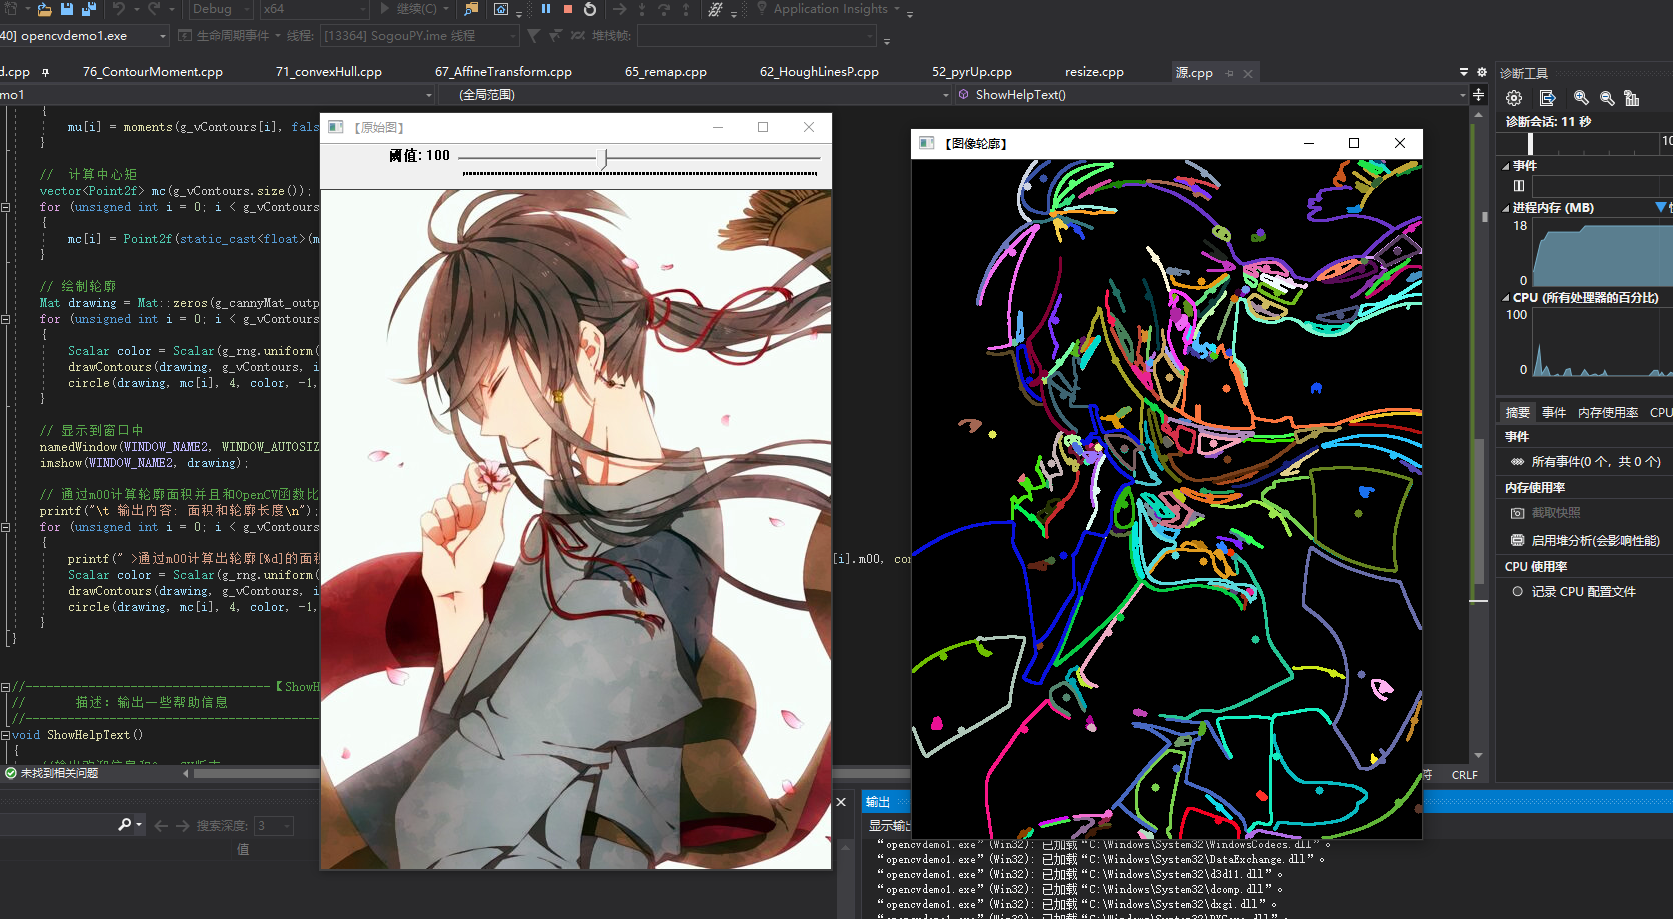 Debug
x64
继续(C)
Application Insights
40] opencvdemo1.exe
生命周期事件
线程:
[13364] SogouPY.ime 线程
堆栈帧:
d.cpp
76_ContourMoment.cpp
71_convexHull.cpp
67_AffineTransform.cpp
65_remap.cpp
62_HoughLinesP.cpp
52_pyrUp.cpp
resize.cpp
源.cpp
mo1
(全局范围)
ShowHelpText()
{
mu[i] = moments(g_vContours[i], fals
}
// 计算中心矩
vector<Point2f> mc(g_vContours.size());
for (unsigned int i = 0; i < g_vContours
{
mc[i] = Point2f(static_cast<float>(m
}
// 绘制轮廓
Mat drawing = Mat::zeros(g_cannyMat_outp
for (unsigned int i = 0; i < g_vContours
{
Scalar color = Scalar(g_rng.uniform(
drawContours(drawing, g_vContours, i
circle(drawing, mc[i], 4, color, -1,
}
// 显示到窗口中
namedWindow(WINDOW_NAME2, WINDOW_AUTOSIZ
imshow(WINDOW_NAME2, drawing);
// 通过m00计算轮廓面积并且和OpenCV函数比
printf("\t 输出内容: 面积和轮廓长度\n");
for (unsigned int i = 0; i < g_vContours
{
printf(" >通过m00计算出轮廓[%d]的面积
[i].m00, con
Scalar color = Scalar(g_rng.uniform(
drawContours(drawing, g_vContours, i
circle(drawing, mc[i], 4, color, -1,
}
}
//-----------------------------------【ShowH
// 描述：输出一些帮助信息
//-----------------------------------
void ShowHelpText()
{
未找到相关问题
搜索深度:
3
值
【原始图】
阈值: 100
【图像轮廓】
符
CRLF
输出
显示输出
“opencvdemo1.exe” (Win32): 已加载 “C:\Windows\System32\WindowsCodecs.dll”。
“opencvdemo1.exe” (Win32): 已加载 “C:\Windows\System32\DataExchange.dll”。
“opencvdemo1.exe” (Win32): 已加载 “C:\Windows\System32\d3d11.dll”。
“opencvdemo1.exe” (Win32): 已加载 “C:\Windows\System32\dcomp.dll”。
“opencvdemo1.exe” (Win32): 已加载 “C:\Windows\System32\dxgi.dll”。
诊断工具
诊断会话: 11 秒
10
事件
进程内存 (MB)
18
0
CPU (所有处理器的百分比)
100
0
摘要
事件
内存使用率
CPU
事件
所有事件(0 个，共 0 个)
内存使用率
截取快照
启用堆分析(会影响性能)
CPU 使用率
记录 CPU 配置文件